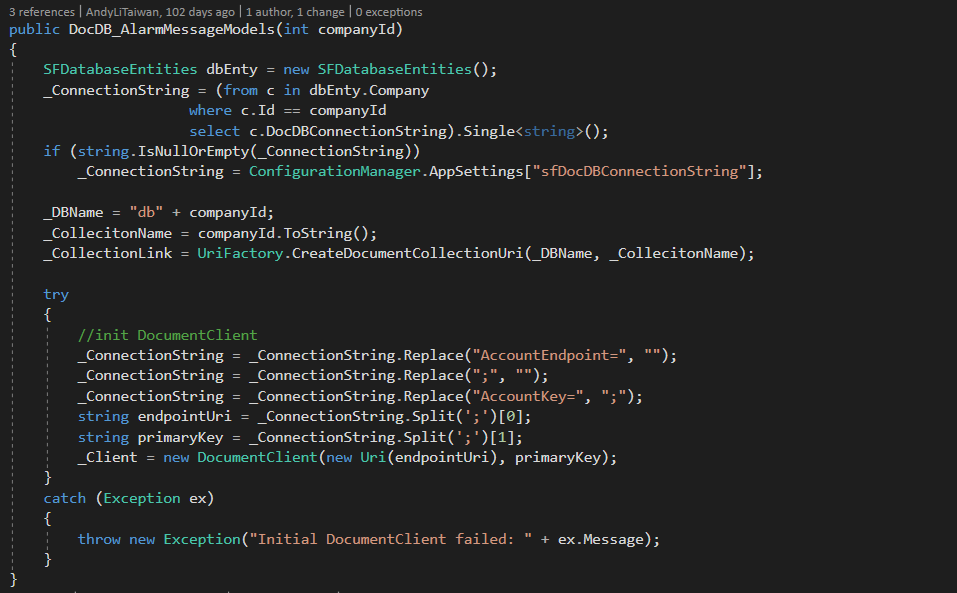 3 references | AndyLiTaiwan, 102 days ago | 1 author, 1 change | 0 exceptions
public DocDB_AlarmMessageModels(int companyId)
{
    SFDatabaseEntities dbEnty = new SFDatabaseEntities();
    _ConnectionString = (from c in dbEnty.Company
                     where c.Id == companyId
                     select c.DocDBConnectionString).Single<string>();
    if (string.IsNullOrEmpty(_ConnectionString))
        _ConnectionString = ConfigurationManager.AppSettings["sfDocDBConnectionString"];

    _DBName = "db" + companyId;
    _CollecitonName = companyId.ToString();
    _CollectionLink = UriFactory.CreateDocumentCollectionUri(_DBName, _CollecitonName);

    try
    {
        //init DocumentClient
        _ConnectionString = _ConnectionString.Replace("AccountEndpoint=", "");
        _ConnectionString = _ConnectionString.Replace(";", "");
        _ConnectionString = _ConnectionString.Replace("AccountKey=", ";");
        string endpointUri = _ConnectionString.Split(';')[0];
        string primaryKey = _ConnectionString.Split(';')[1];
        _Client = new DocumentClient(new Uri(endpointUri), primaryKey);
    }
    catch (Exception ex)
    {
        throw new Exception("Initial DocumentClient failed: " + ex.Message);
    }
}